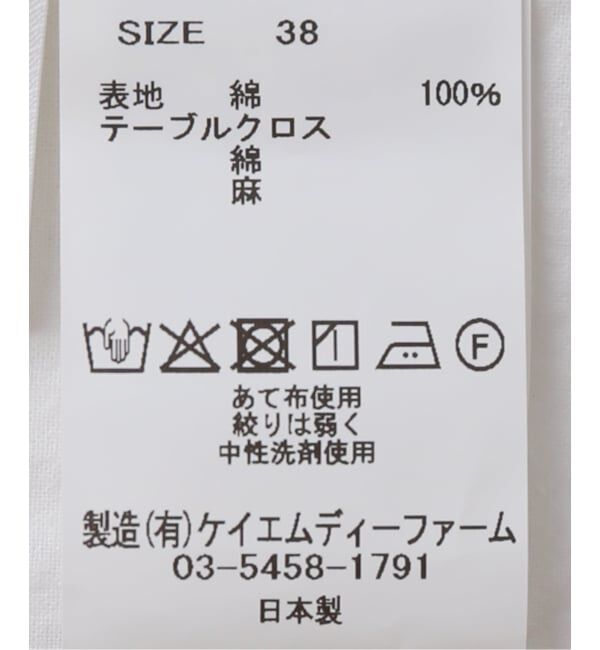 SIZE 38
表地 綿 100%
テーブルクロス
綿
麻
F
あて布使用
絞りは弱く
中性洗剤使用
製造(有)ケイエムディーファーム
03-5458-1791
日本製